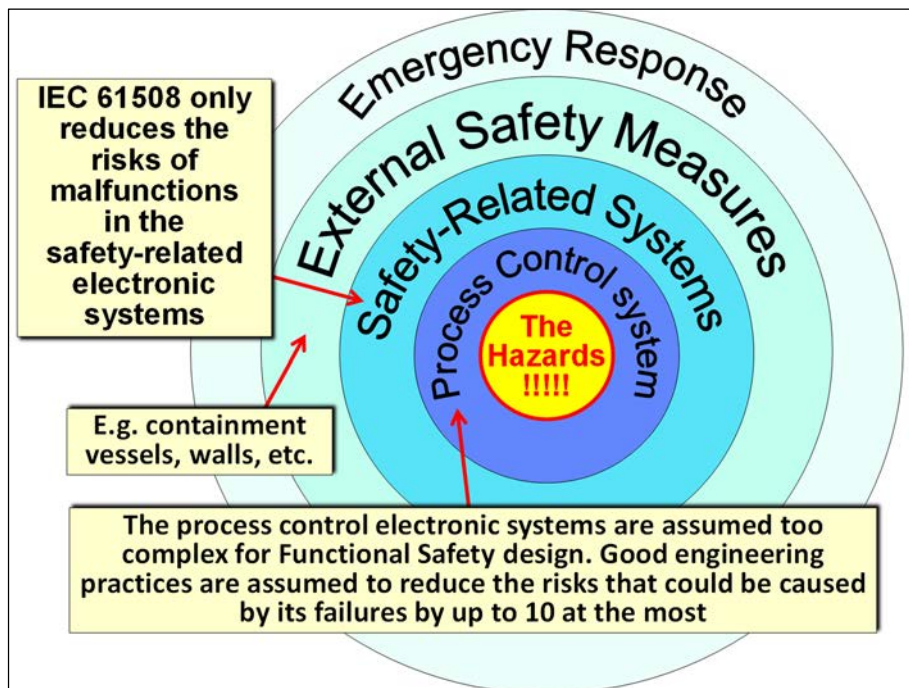 Emergency Response
External Safety Measures
Safety-Related Systems
Process Control system
The
Hazards
!!!!!
IEC 61508 only
reduces the
risks of
malfunctions
in the
safety-related
electronic
systems
E.g. containment
vessels, walls, etc.
The process control electronic systems are assumed too
complex for Functional Safety design. Good engineering
practices are assumed to reduce the risks that could be caused
by its failures by up to 10 at the most